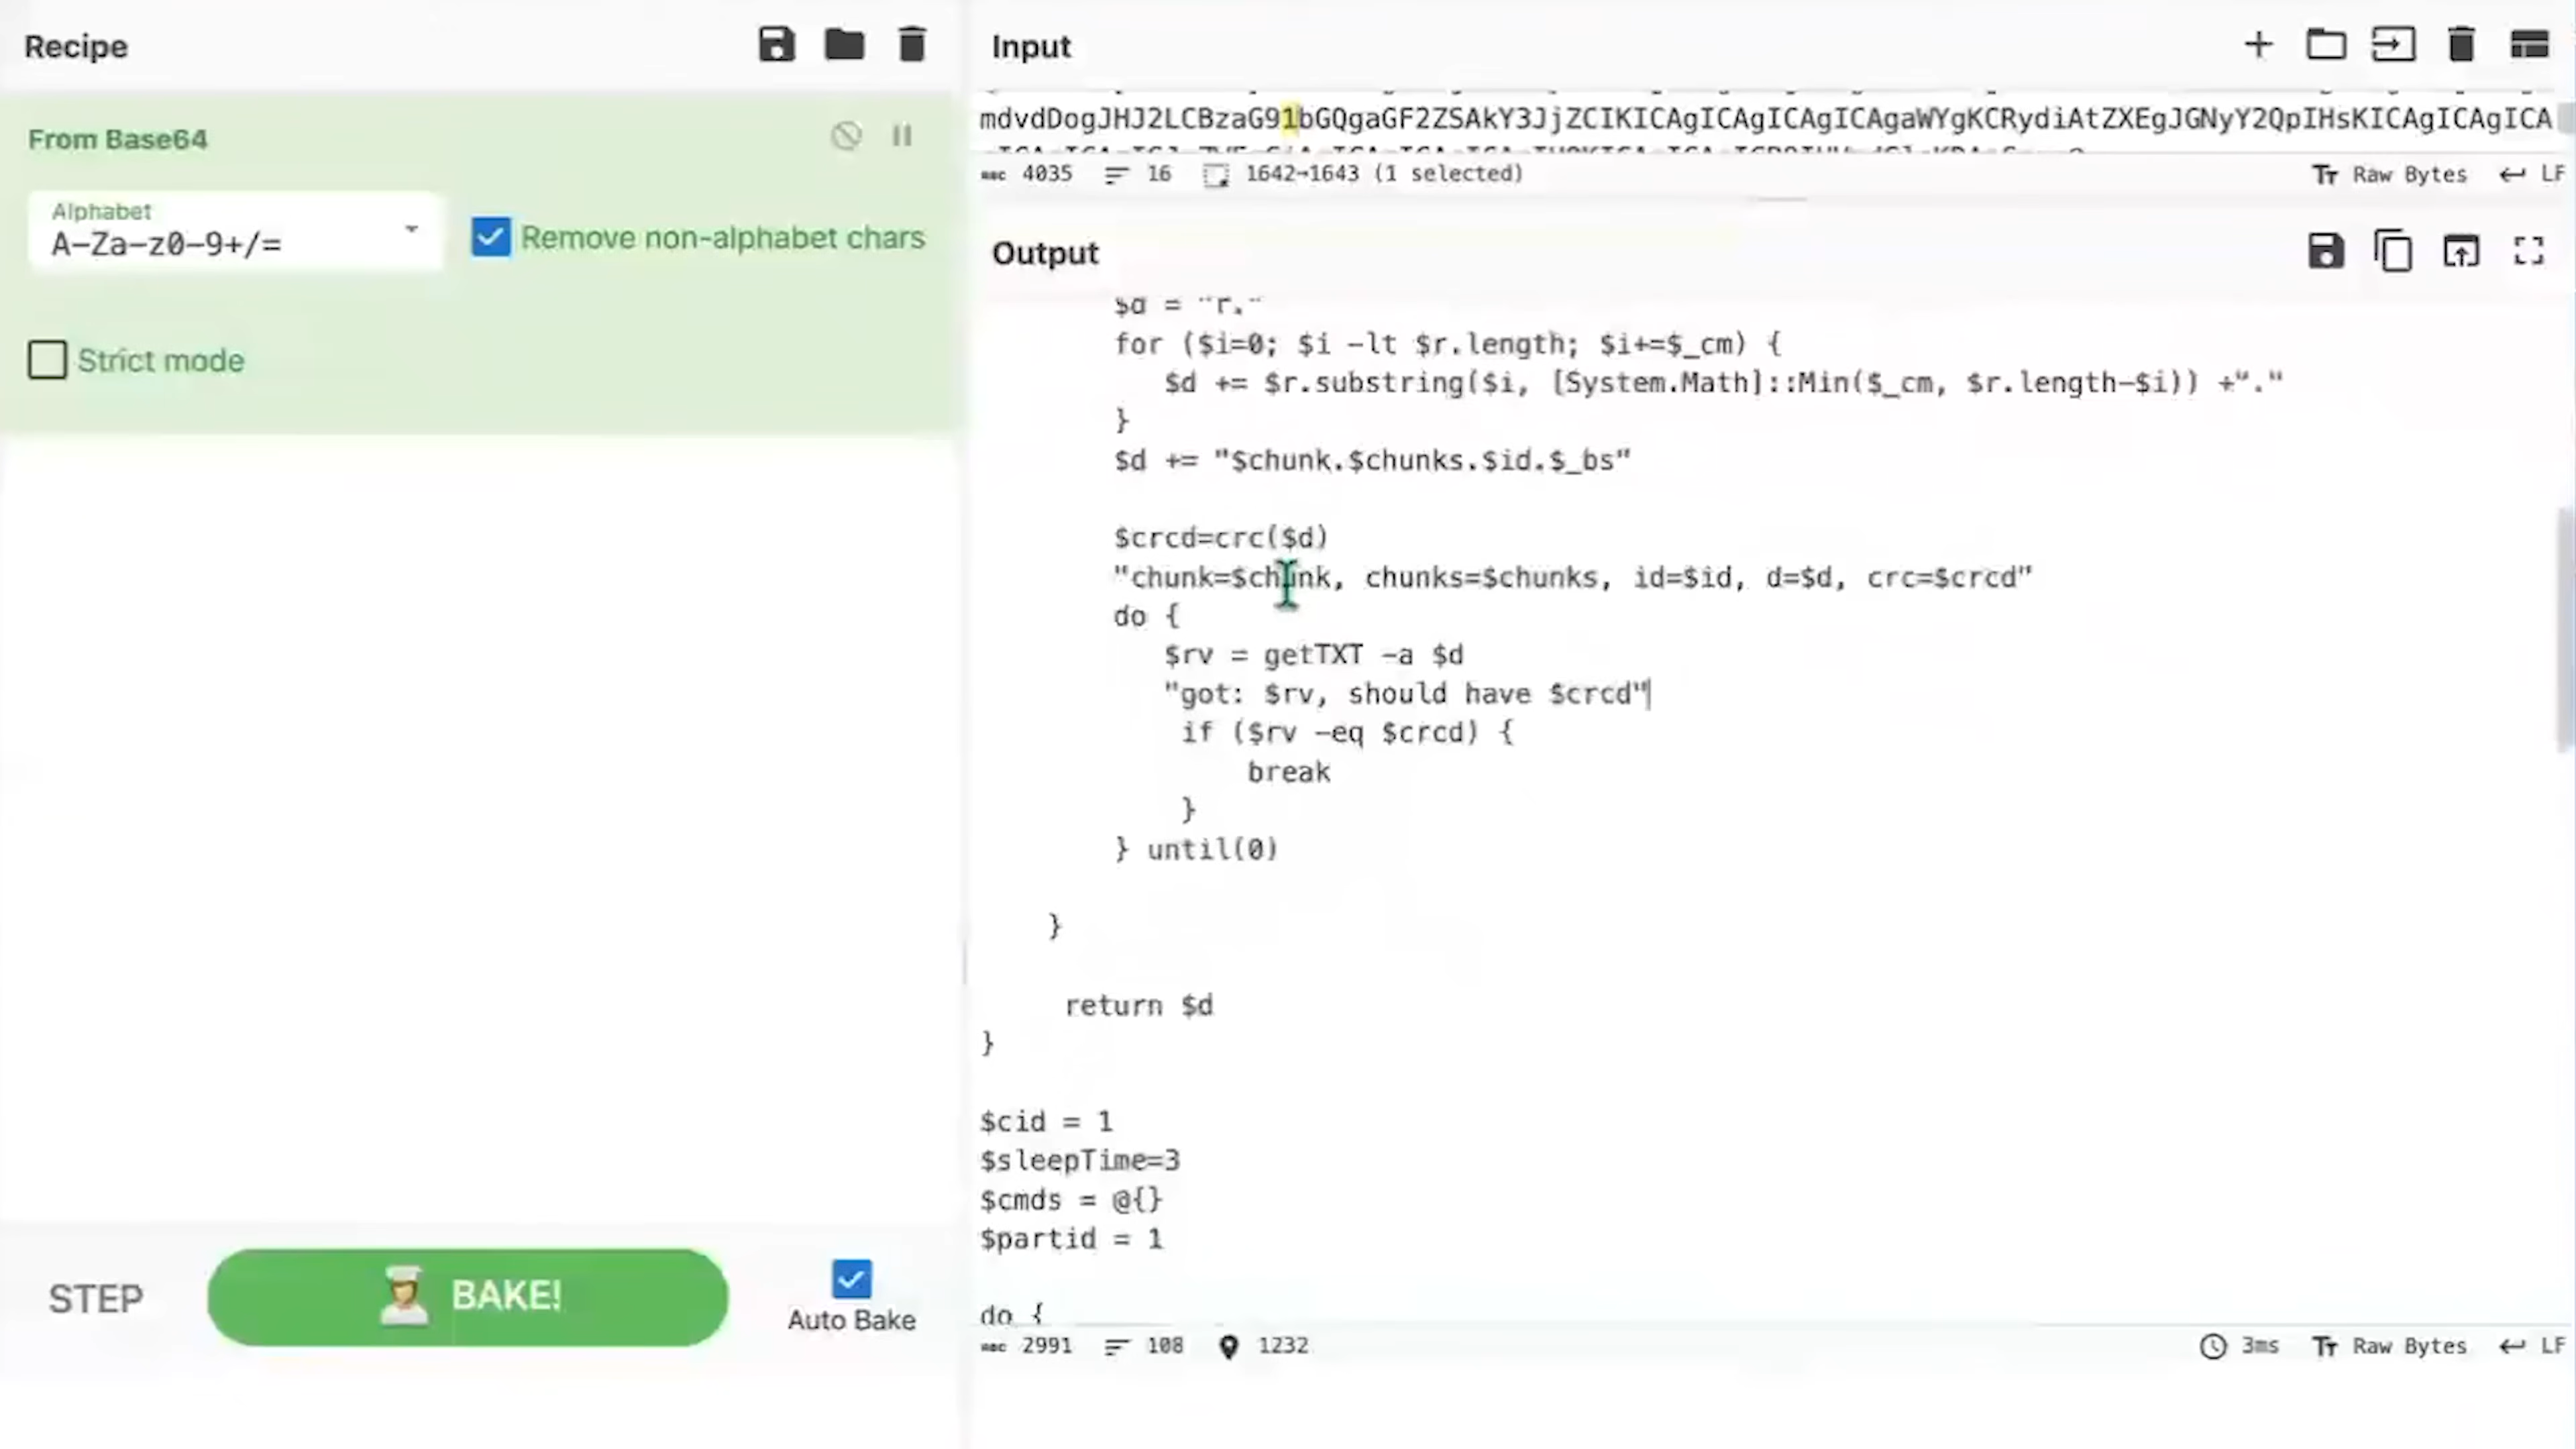 Recipe
From Base64
Alphabet
A-Za-z0-9+/=
Remove non-alphabet chars
Strict mode
STEP
BAKE!
Auto Bake
Input
mdvdDogJHJ2LCBzaG91bGQgaGF2ZSAkY3JjZCIKICAgICAgICAgICAgaWYgKCRydiAtZXEgJGNyY2QpIHsKICAgICAgICA
ᴀʙᴄ 4035 16 1642→1643 (1 selected) Tт Raw Bytes ↵ LF
Output
$d = "r."
for ($i=0; $i -lt $r.length; $i+=$_cm) {
$d += $r.substring($i, [System.Math]::Min($_cm, $r.length-$i)) +"."
}
$d += "$chunk.$chunks.$id.$_bs"
$crcd=crc($d)
"chunk=$chunk, chunks=$chunks, id=$id, d=$d, crc=$crcd"
do {
$rv = getTXT -a $d
"got: $rv, should have $crcd"
if ($rv -eq $crcd) {
break
}
} until(0)
}
return $d
}
$cid = 1
$sleepTime=3
$cmds = @{}
$partid = 1
do {
ᴀʙᴄ 2991 108 1232 3ms Tт Raw Bytes ↵ LF